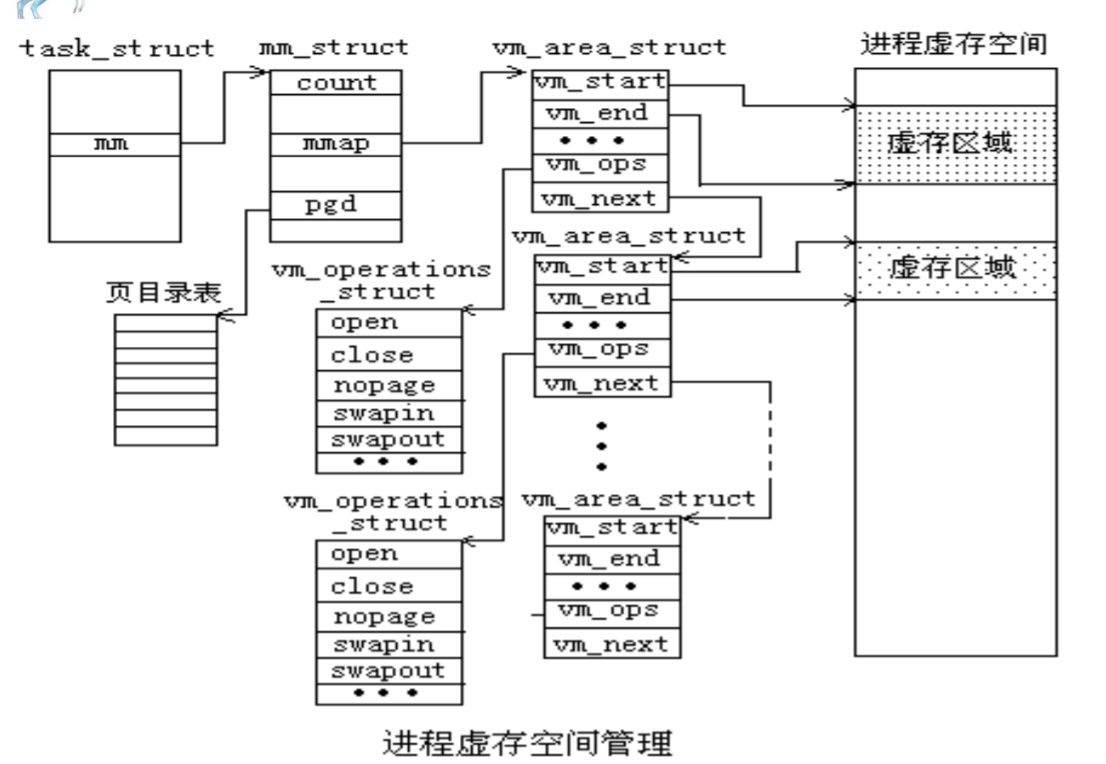 task_struct
mm
mm_struct
count
mmap
pgd
页目录表
vm_area_struct
vm_start
vm_end
• • •
vm_ops
vm_next
进程虚存空间
虚存区域
虚存区域
vm_area_struct
vm_start
vm_end
• • •
vm_ops
vm_next
vm_operations
_struct
open
close
nopage
swapin
swapout
• • •
vm_operations
_struct
open
close
nopage
swapin
swapout
• • •
vm_area_struct
vm_start
vm_end
• • •
vm_ops
vm_next
进程虚存空间管理